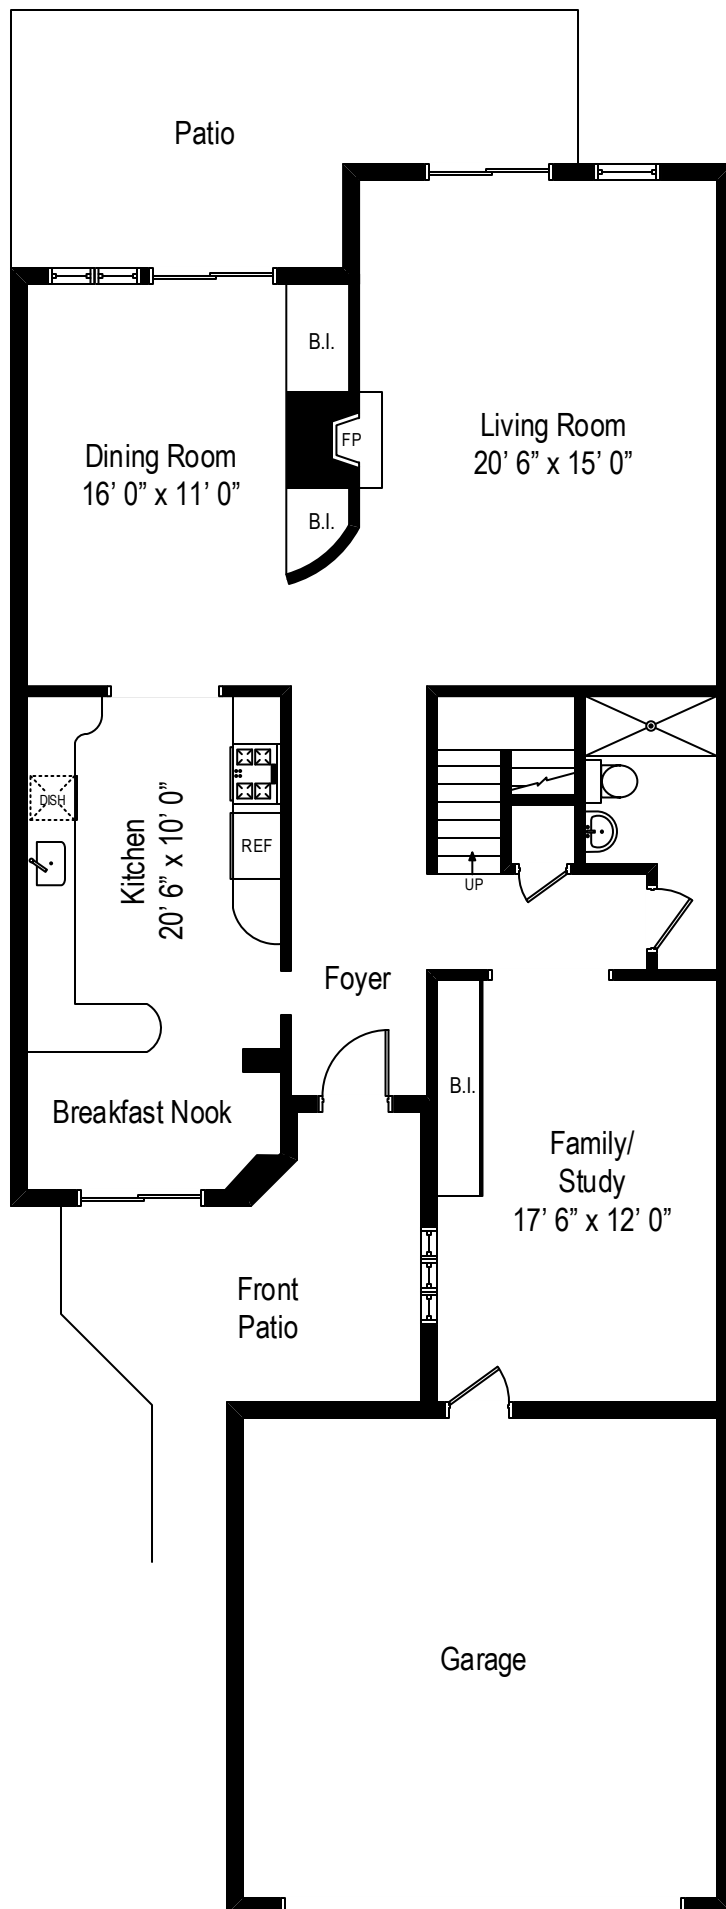 Patio
B.I.
FP
Living Room
20' 6” x 15' 0”
Dining Room
16' 0” x 11' 0”
B.I.
DISH
Kitchen
20' 6” x 10' 0”
REF
UP
Foyer
B.I.
Breakfast Nook
Family/
Study
17' 6” x 12' 0”
Front
Patio
Garage